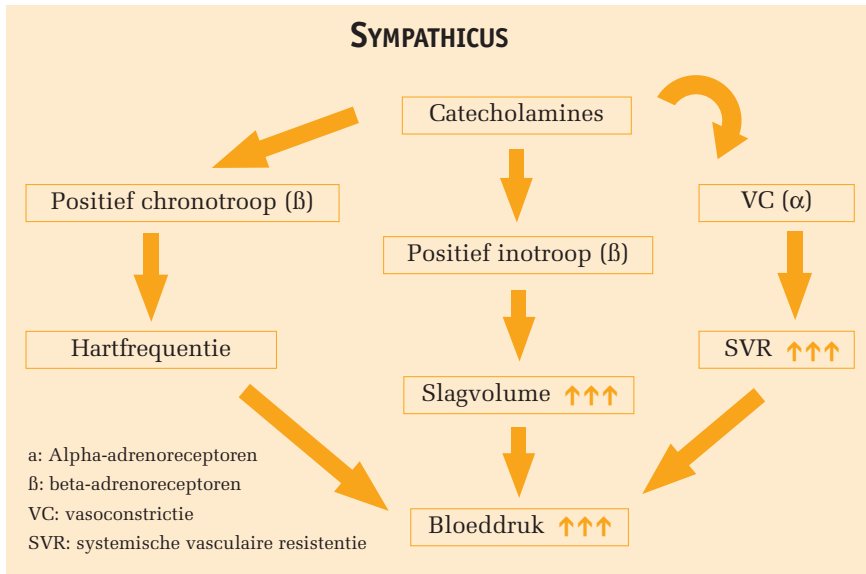 SYMPATHICUS
Catecholamines
Positief chronotroop (ß)
VC (α)
Positief inotroop (ß)
Hartfrequentie
SVR ↑↑↑
Slagvolume ↑↑↑
a: Alpha-adrenoreceptoren
ß: beta-adrenoreceptoren
VC: vasoconstrictie
SVR: systemische vasculaire resistentie
Bloeddruk ↑↑↑